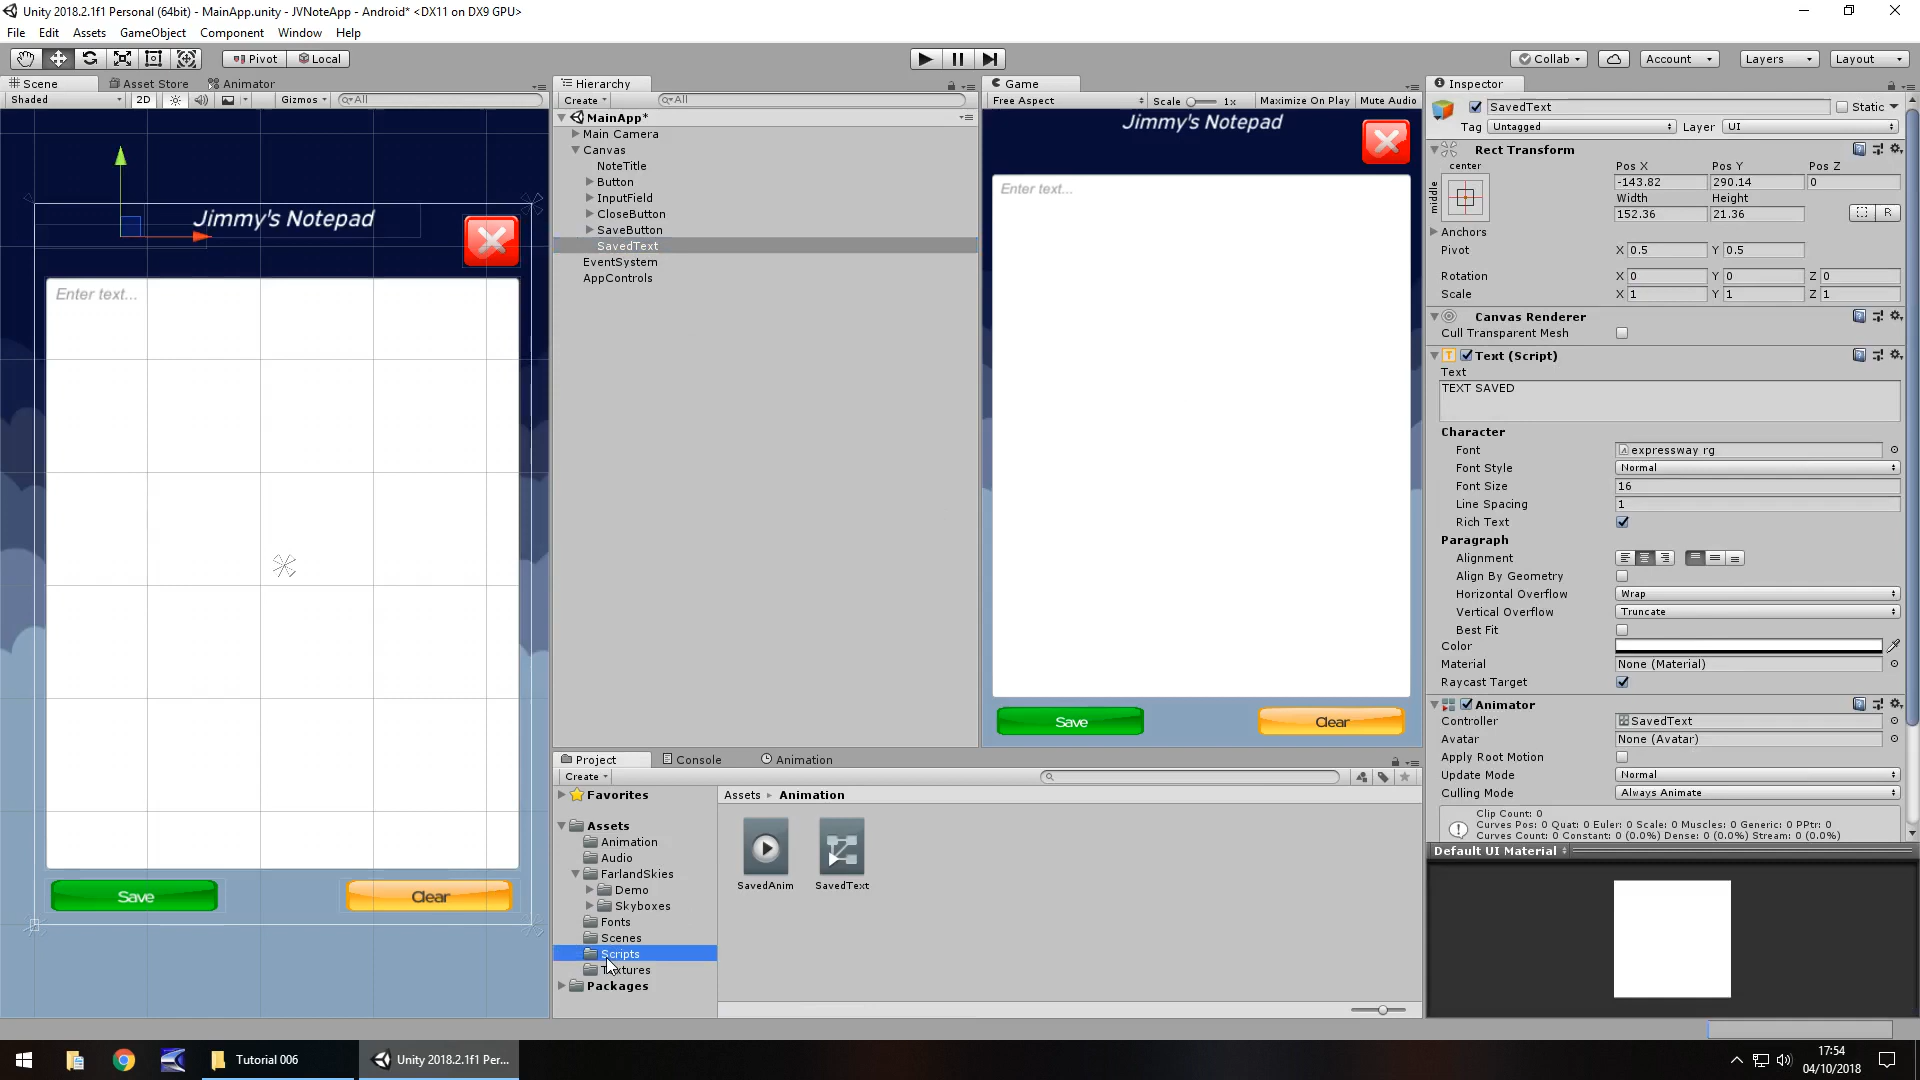 Unity 2018.2.1f1 Personal (64bit) - MainApp.unity - JVNoteApp - Android* <DX11 on DX9 GPU>
File Edit Assets GameObject Component Window Help
Pivot Local
Collab Account Layers Layout
Scene Asset Store Animator
Shaded 2D Gizmos All
Jimmy's Notepad
Enter text...
Save Clear
Hierarchy
Create All
MainApp*
Main Camera
Canvas
NoteTitle
Button
InputField
CloseButton
SaveButton
SavedText
EventSystem
AppControls
Game
Free Aspect Scale 1x Maximize On Play Mute Audio
Jimmy's Notepad
Enter text...
Save Clear
Project Console Animation
Create
Favorites
Assets
Animation
Audio
FarlandSkies
Demo
Skyboxes
Fonts
Scenes
Scripts
Textures
Packages
Assets Animation
SavedAnim SavedText
Inspector
SavedText Static
Tag Untagged Layer UI
Rect Transform
center
middle
Pos X Pos Y Pos Z
-143.82 290.14 0
Width Height
152.36 21.36
R
Anchors
Pivot X 0.5 Y 0.5
Rotation X 0 Y 0 Z 0
Scale X 1 Y 1 Z 1
Canvas Renderer
Cull Transparent Mesh
T Text (Script)
Text
TEXT SAVED
Character
Font expressway rg
Font Style Normal
Font Size 16
Line Spacing 1
Rich Text
Paragraph
Alignment
Align By Geometry
Horizontal Overflow Wrap
Vertical Overflow Truncate
Best Fit
Color
Material None (Material)
Raycast Target
Animator
Controller SavedText
Avatar None (Avatar)
Apply Root Motion
Update Mode Normal
Culling Mode Always Animate
Clip Count: 0
Curves Pos: 0 Quat: 0 Euler: 0 Scale: 0 Muscles: 0 Generic: 0 PPtr: 0
Curves Count: 0 Constant: 0 (0.0%) Dense: 0 (0.0%) Stream: 0 (0.0%)
Default UI Material
Tutorial 006
Unity 2018.2.1f1 Per...
17:54
04/10/2018